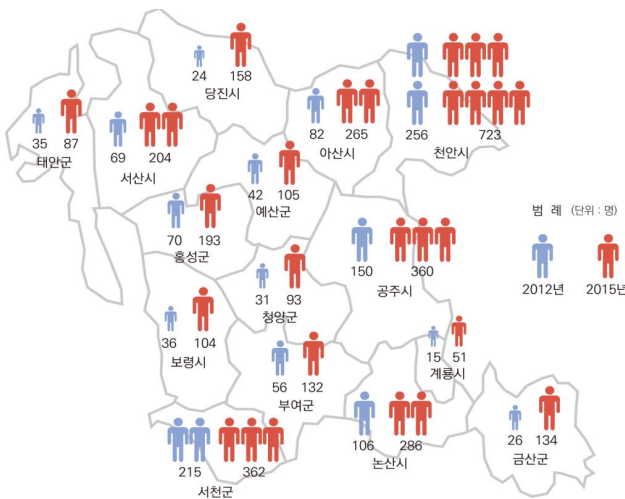 24 158
당진시
35 87
태안군
69 204
서산시
82 265
아산시
256 723
천안시
42 105
예산군
70 193
홍성군
범 례 (단위 : 명)
2012년 2015년
150 360
공주시
31 93
청양군
36 104
보령시
15 51
계룡시
56 132
부여군
106 286
논산시
26 134
금산군
215 362
서천군